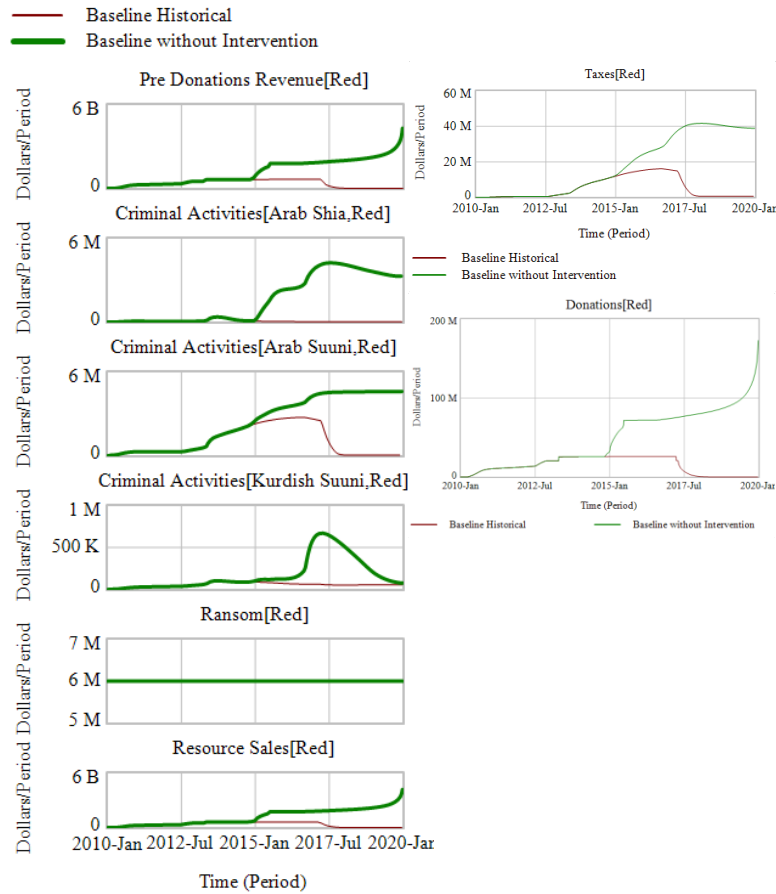 Baseline Historical
Baseline without Intervention
Pre Donations Revenue[Red]
6 B
0
Dollars/Period
Criminal Activities[Arab Shia,Red]
6 M
0
Dollars/Period
Criminal Activities[Arab Suuni,Red]
6 M
0
Dollars/Period
Criminal Activities[Kurdish Suuni,Red]
1 M
500 K
0
Dollars/Period
Ransom[Red]
7 M
6 M
5 M
Dollars/Period
Resource Sales[Red]
6 B
0
Dollars/Period
2010-Jan 2012-Jul 2015-Jan 2017-Jul 2020-Jan
Time (Period)
Taxes[Red]
60 M
40 M
20 M
0
Dollars/Period
2010-Jan 2012-Jul 2015-Jan 2017-Jul 2020-Jan
Time (Period)
Baseline Historical
Baseline without Intervention
Donations[Red]
200 M
100 M
0
Dollars/Period
2010-Jan 2012-Jul 2015-Jan 2017-Jul 2020-Jan
Time (Period)
Baseline Historical Baseline without Intervention